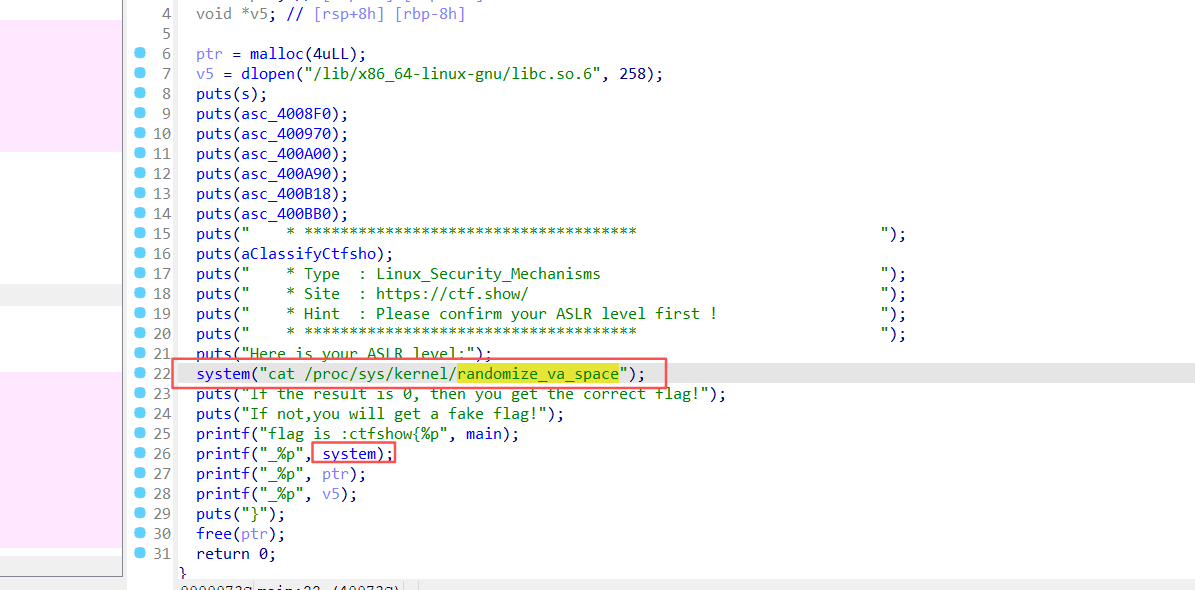 4 void *v5; // [rsp+8h] [rbp-8h]
5
6 ptr = malloc(4uLL);
7 v5 = dlopen("/lib/x86_64-linux-gnu/libc.so.6", 258);
8 puts(s);
9 puts(asc_4008F0);
10 puts(asc_400970);
11 puts(asc_400A00);
12 puts(asc_400A90);
13 puts(asc_400B18);
14 puts(asc_400BB0);
15 puts("    * *************************************                           ");
16 puts(aClassifyCtfsho);
17 puts("    * Type  : Linux_Security_Mechanisms                               ");
18 puts("    * Site  : https://ctf.show/                                       ");
19 puts("    * Hint  : Please confirm your ASLR level first !                  ");
20 puts("    * *************************************                           ");
21 puts("Here is your ASLR level:");
22 system("cat /proc/sys/kernel/randomize_va_space");
23 puts("If the result is 0, then you get the correct flag!");
24 puts("If not,you will get a fake flag!");
25 printf("flag is :ctfshow{%p", main);
26 printf("_%p", system);
27 printf("_%p", ptr);
28 printf("_%p", v5);
29 puts("}");
30 free(ptr);
31 return 0;
}